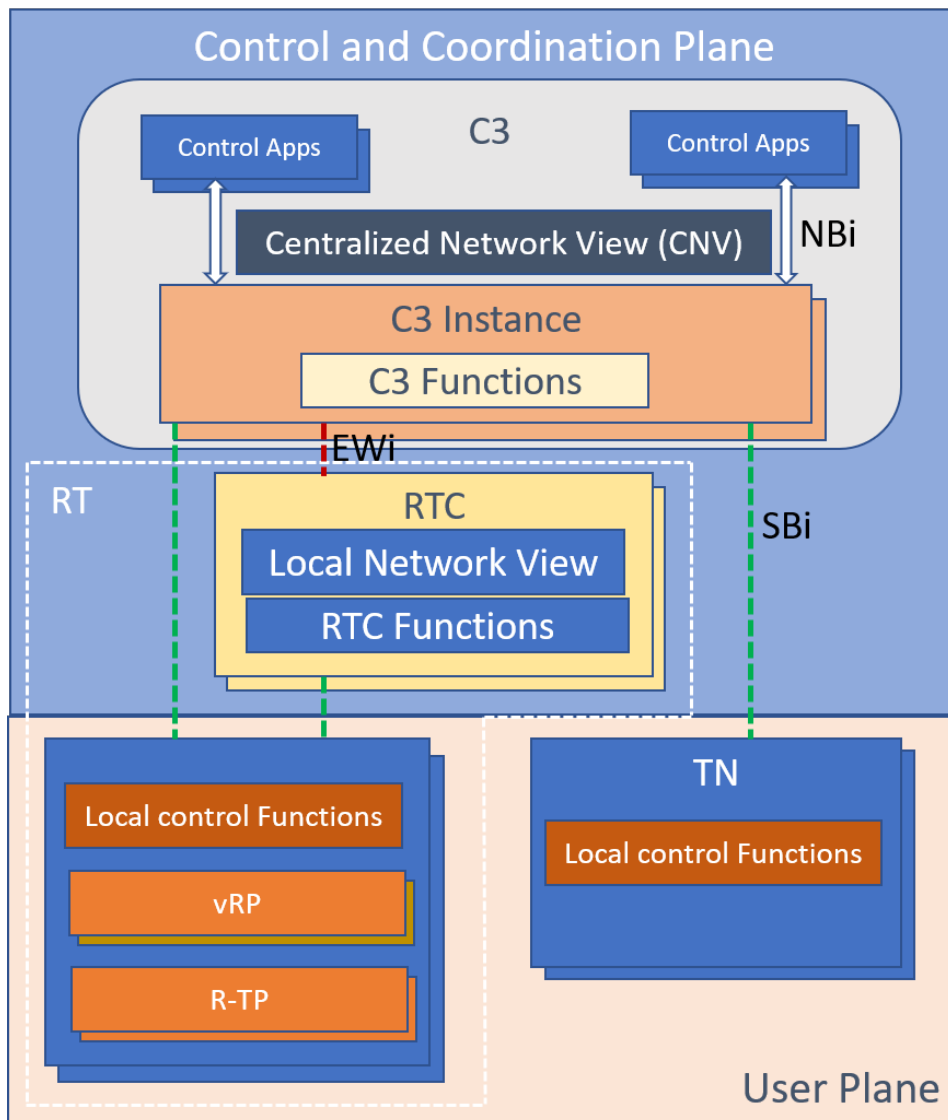 Control and Coordination Plane
C3
Control Apps
Control Apps
NBi
Centralized Network View (CNV)
C3 Instance
C3 Functions
EWi
RT
RTC
SBi
Local Network View
RTC Functions
TN
Local control Functions
Local control Functions
vRP
R-TP
User Plane